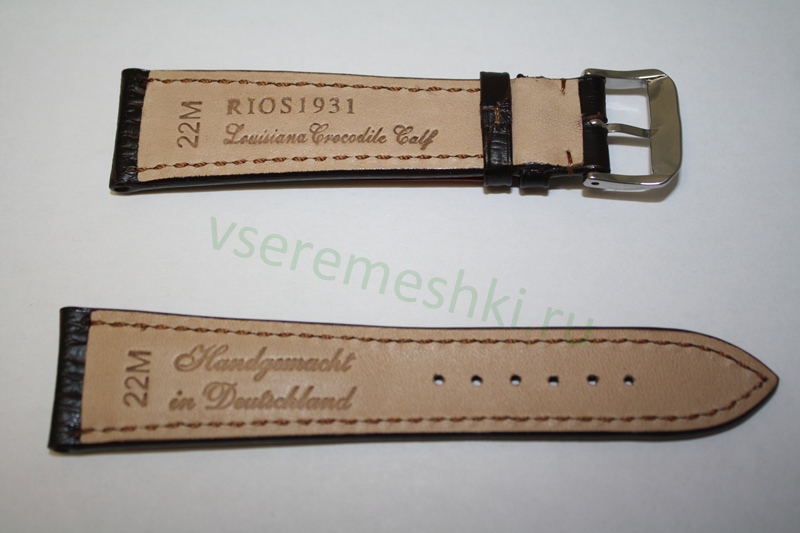 22M
RIOS1931
Louisiana Crocodile Calf
vseremeshki.ru
22M
Handgemacht
in Deutschland